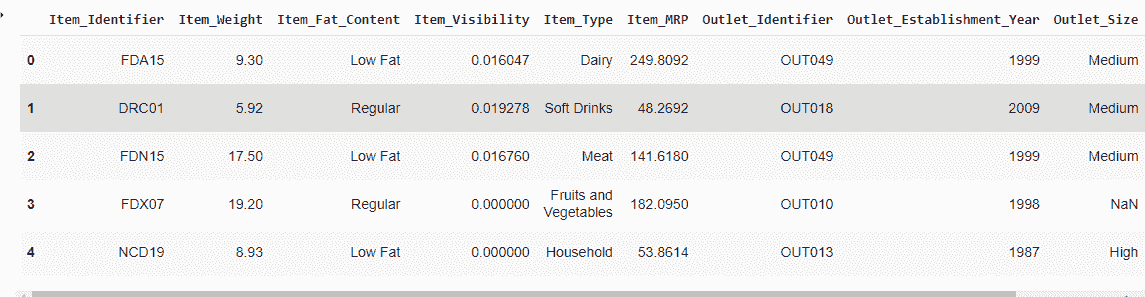 Item_Identifier Item_Weight Item_Fat_Content Item_Visibility Item_Type Item_MRP Outlet_Identifier Outlet_Establishment_Year Outlet_Size
0 FDA15 9.30 Low Fat 0.016047 Dairy 249.8092 OUT049 1999 Medium
1 DRC01 5.92 Regular 0.019278 Soft Drinks 48.2692 OUT018 2009 Medium
2 FDN15 17.50 Low Fat 0.016760 Meat 141.6180 OUT049 1999 Medium
3 FDX07 19.20 Regular 0.000000 Fruits and
Vegetables 182.0950 OUT010 1998 NaN
4 NCD19 8.93 Low Fat 0.000000 Household 53.8614 OUT013 1987 High